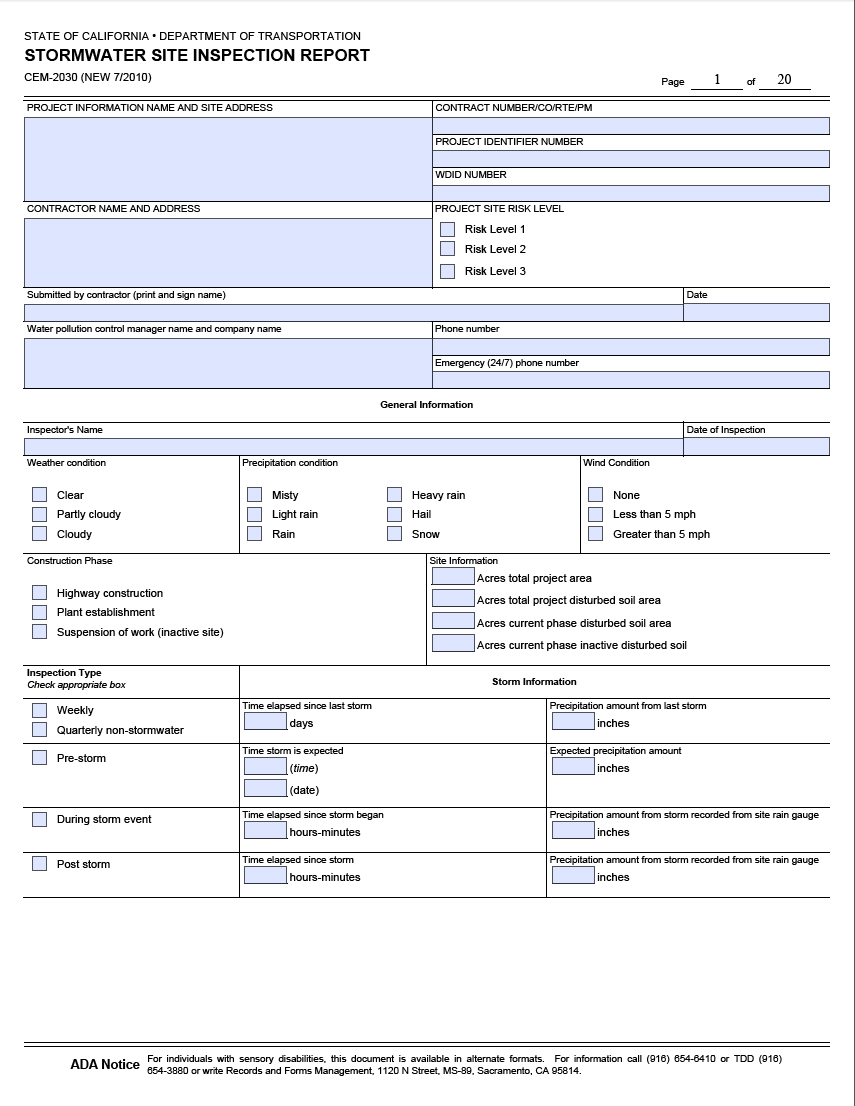 STATE OF CALIFORNIA • DEPARTMENT OF TRANSPORTATION
STORMWATER SITE INSPECTION REPORT
CEM-2030 (NEW 7/2010)
Page 1 of 20
PROJECT INFORMATION NAME AND SITE ADDRESS
CONTRACT NUMBER/CO/RTE/PM
PROJECT IDENTIFIER NUMBER
WDID NUMBER
CONTRACTOR NAME AND ADDRESS
PROJECT SITE RISK LEVEL
Risk Level 1
Risk Level 2
Risk Level 3
Submitted by contractor (print and sign name)
Date
Water pollution control manager name and company name
Phone number
Emergency (24/7) phone number
General Information
Inspector's Name
Date of Inspection
Weather condition
Clear
Partly cloudy
Cloudy
Precipitation condition
Misty
Light rain
Rain
Heavy rain
Hail
Snow
Wind Condition
None
Less than 5 mph
Greater than 5 mph
Construction Phase
Highway construction
Plant establishment
Suspension of work (inactive site)
Site Information
Acres total project area
Acres total project disturbed soil area
Acres current phase disturbed soil area
Acres current phase inactive disturbed soil
Inspection Type
Check appropriate box
Storm Information
Weekly
Quarterly non-stormwater
Time elapsed since last storm
days
Precipitation amount from last storm
inches
Pre-storm
Time storm is expected
(time)
(date)
Expected precipitation amount
inches
During storm event
Time elapsed since storm began
hours-minutes
Precipitation amount from storm recorded from site rain gauge
inches
Post storm
Time elapsed since storm
hours-minutes
Precipitation amount from storm recorded from site rain gauge
inches
ADA Notice
For individuals with sensory disabilities, this document is available in alternate formats. For information call (916) 654-6410 or TDD (916)
654-3880 or write Records and Forms Management, 1120 N Street, MS-89, Sacramento, CA 95814.